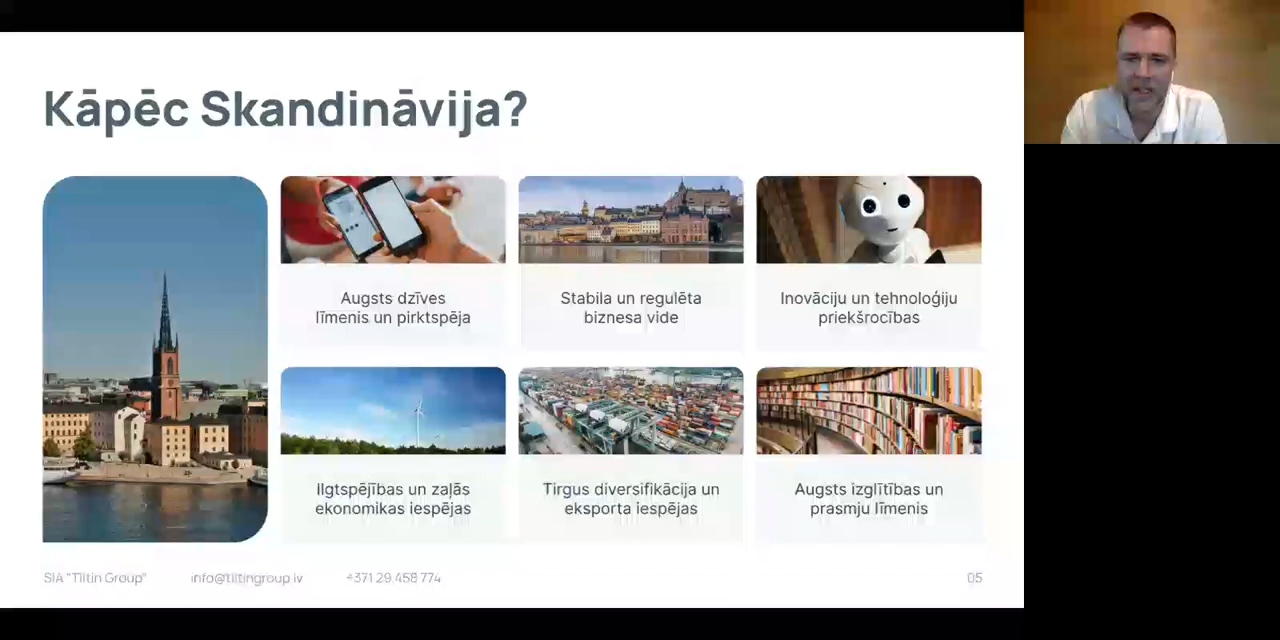 Kāpēc Skandināvija?
Augsts dzīves
līmenis un pirktspēja
Stabila un regulēta
biznesa vide
Inovāciju un tehnoloģiju
priekšrocības
Ilgtspējības un zaļās
ekonomikas iespējas
Tirgus diversifikācija un
eksporta iespējas
Augsts izglītības un
prasmju līmenis
SIA "Tiltin Group" info@tiltingroup.lv +371 29 458 774 05